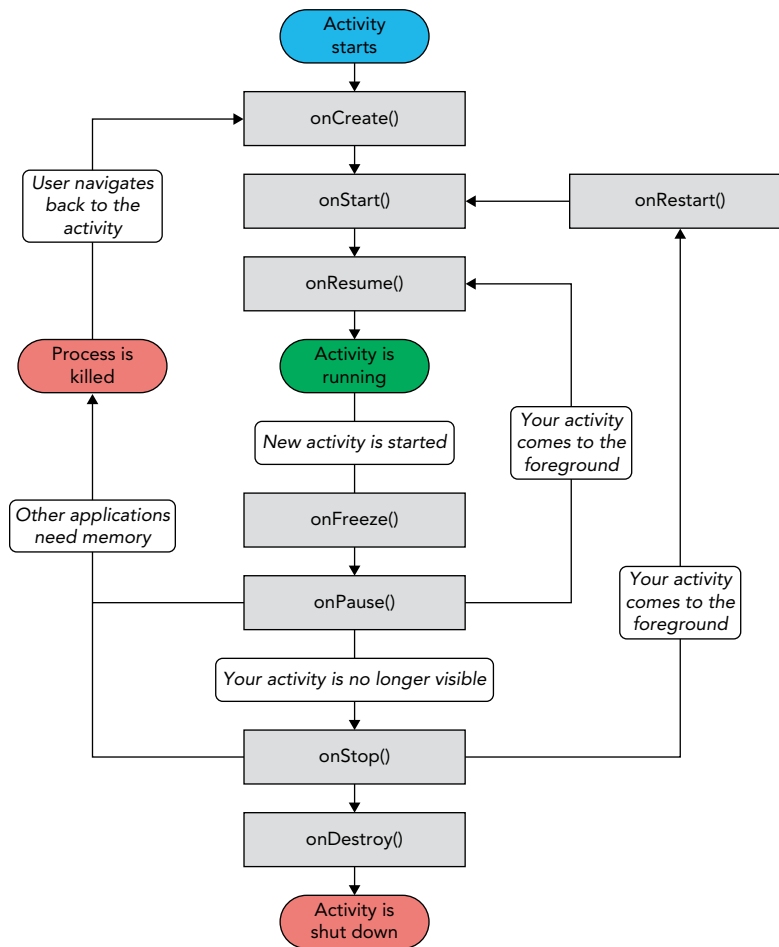 Activity
starts
onCreate()
User navigates
back to the
activity
onStart()
onRestart()
onResume()
Process is
killed
Activity is
running
Your activity
comes to the
foreground
New activity is started
Other applications
need memory
onFreeze()
onPause()
Your activity
comes to the
foreground
Your activity is no longer visible
onStop()
onDestroy()
Activity is
shut down